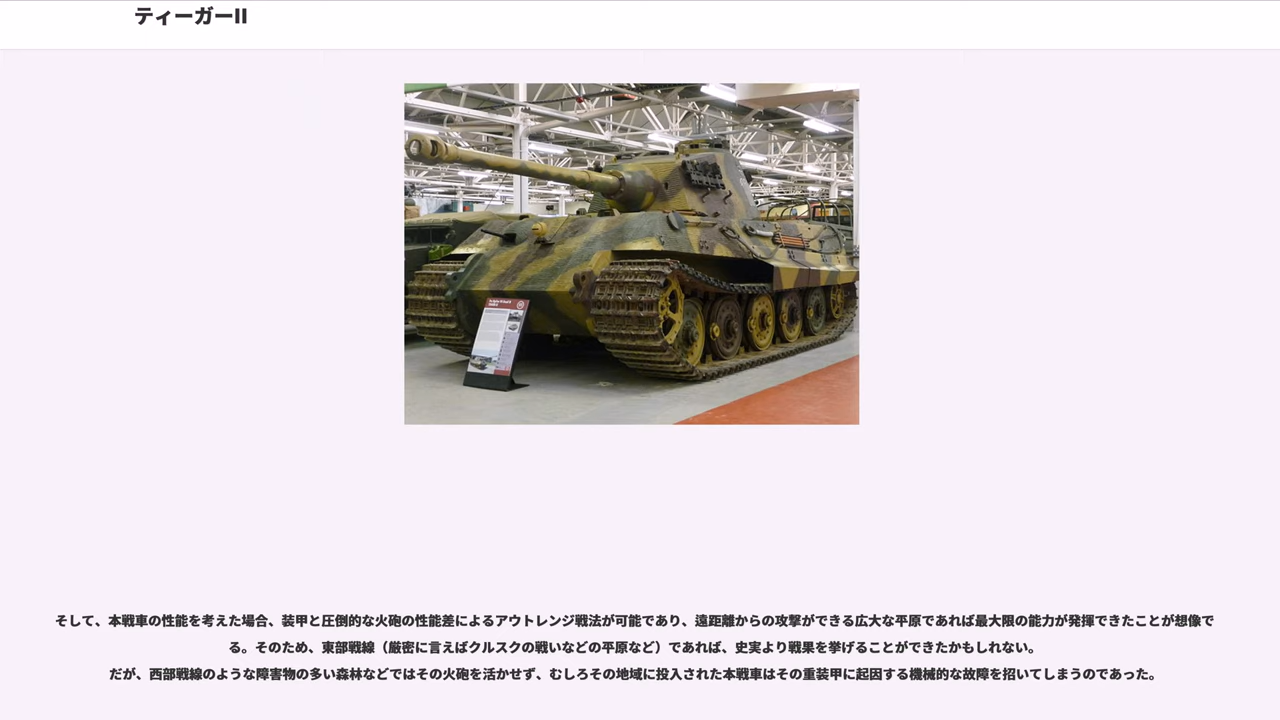 ティーガーII
そして、本戦車の性能を考えた場合、装甲と圧倒的な火砲の性能差によるアウトレンジ戦法が可能であり、遠距離からの攻撃ができる広大な平原であれば最大限の能力が発揮できたことが想像で
る。そのため、東部戦線（厳密に言えばクルスクの戦いなどの平原など）であれば、史実より戦果を挙げることができたかもしれない。
だが、西部戦線のような障害物の多い森林などではその火砲を活かせず、むしろその地域に投入された本戦車はその重装甲に起因する機械的な故障を招いてしまうのであった。